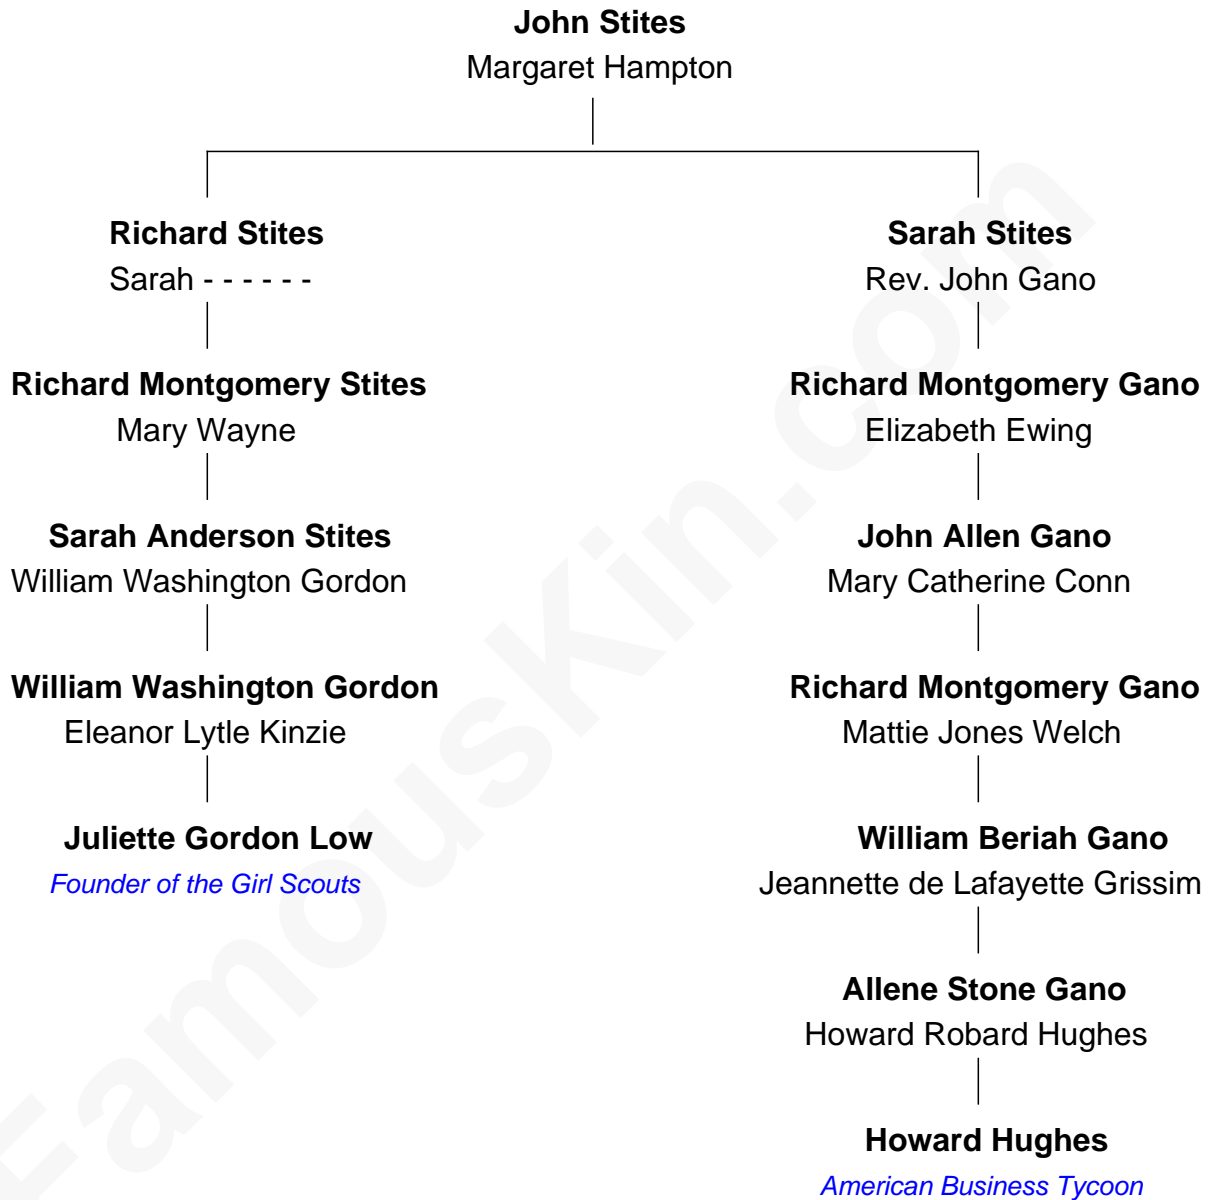 John Stites
Margaret Hampton
Richard Stites
Sarah - - - - - -
Sarah Stites
Rev. John Gano
Richard Montgomery Stites
Mary Wayne
Richard Montgomery Gano
Elizabeth Ewing
Sarah Anderson Stites
William Washington Gordon
John Allen Gano
Mary Catherine Conn
William Washington Gordon
Eleanor Lytle Kinzie
Richard Montgomery Gano
Mattie Jones Welch
Juliette Gordon Low
Founder of the Girl Scouts
William Beriah Gano
Jeannette de Lafayette Grissim
Allene Stone Gano
Howard Robard Hughes
Howard Hughes
American Business Tycoon
FamousKin.com